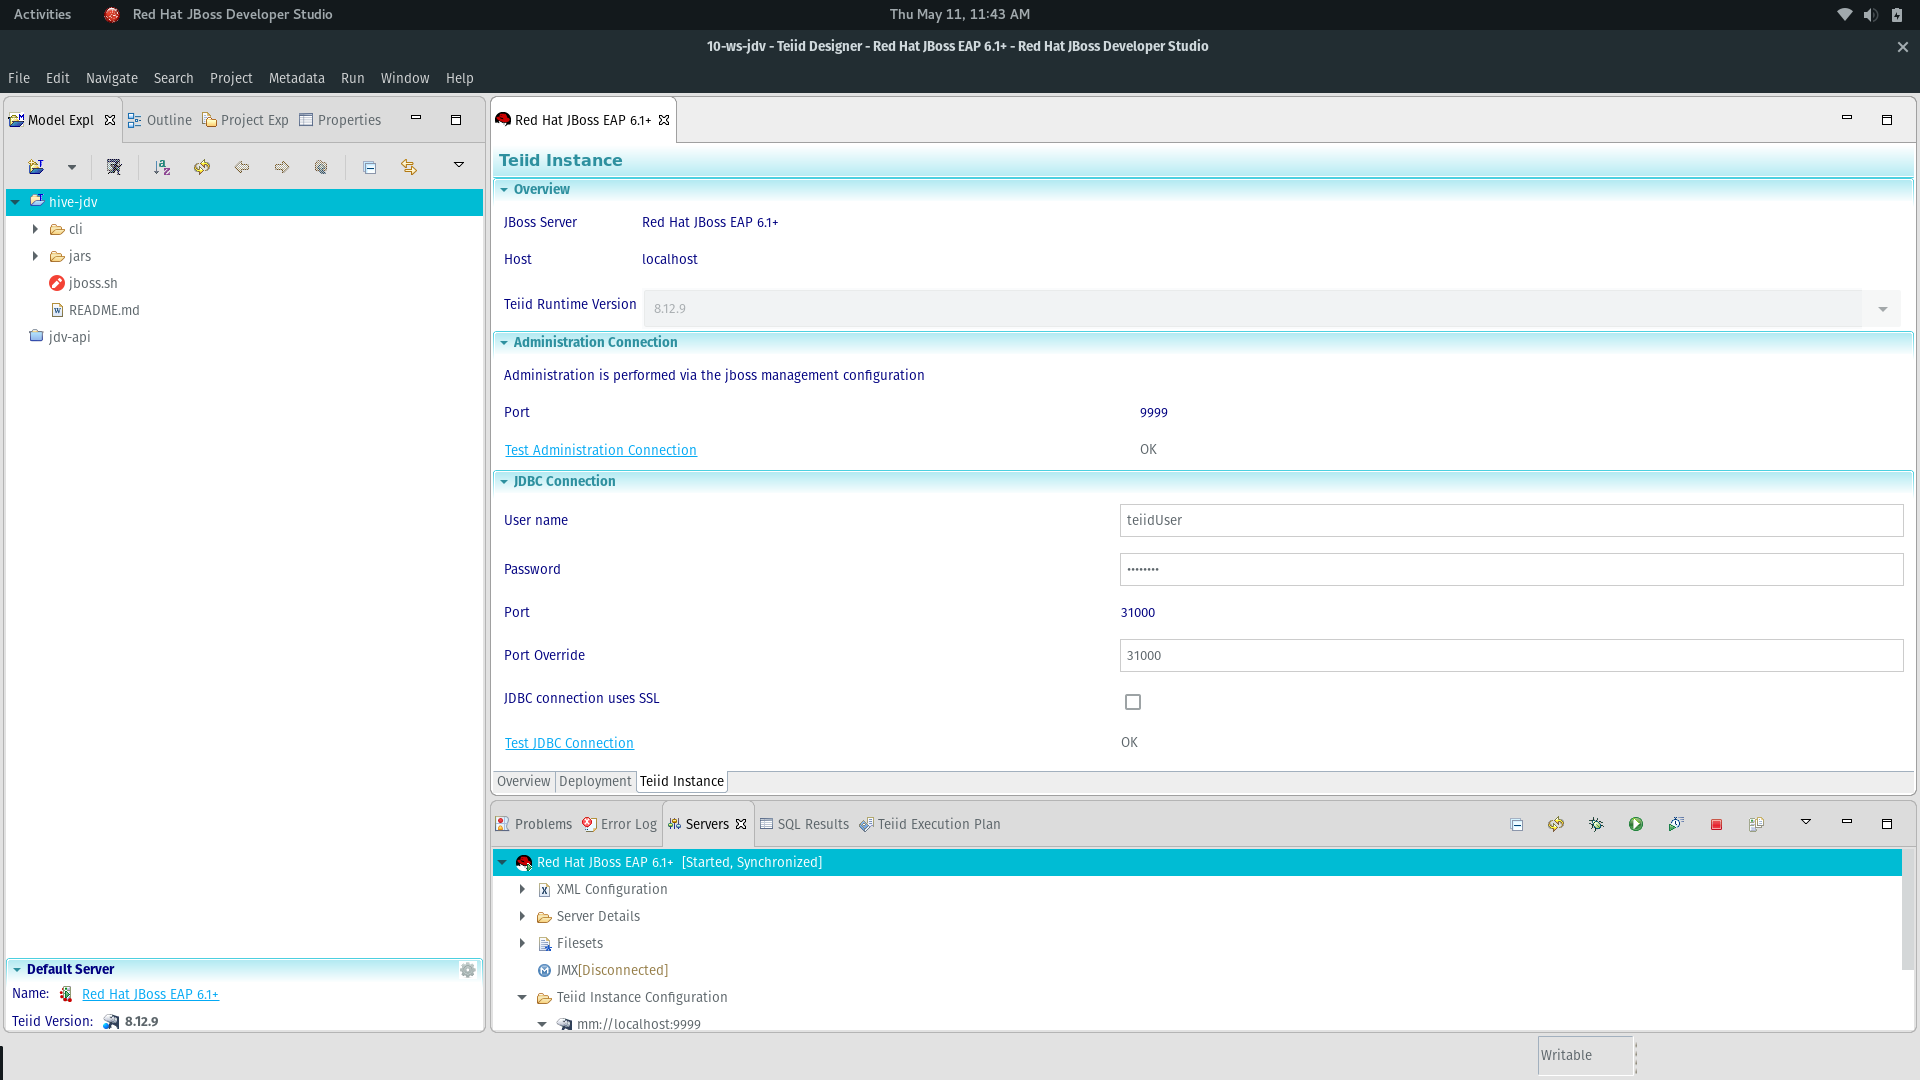 Activities Red Hat JBoss Developer Studio Thu May 11, 11:43 AM
10-ws-jdv - Teiid Designer - Red Hat JBoss EAP 6.1+ - Red Hat JBoss Developer Studio
File Edit Navigate Search Project Metadata Run Window Help
Model Expl Outline Project Exp Properties
hive-jdv
cli
jars
jboss.sh
README.md
jdv-api
Default Server
Name: Red Hat JBoss EAP 6.1+
Teiid Version: 8.12.9
Red Hat JBoss EAP 6.1+
Teiid Instance
Overview
JBoss Server Red Hat JBoss EAP 6.1+
Host localhost
Teiid Runtime Version 8.12.9
Administration Connection
Administration is performed via the jboss management configuration
Port 9999
Test Administration Connection OK
JDBC Connection
User name teiidUser
Password ••••••••
Port 31000
Port Override 31000
JDBC connection uses SSL
Test JDBC Connection OK
Overview Deployment Teiid Instance
Problems Error Log Servers SQL Results Teiid Execution Plan
Red Hat JBoss EAP 6.1+ [Started, Synchronized]
XML Configuration
Server Details
Filesets
JMX[Disconnected]
Teiid Instance Configuration
mm://localhost:9999
Writable